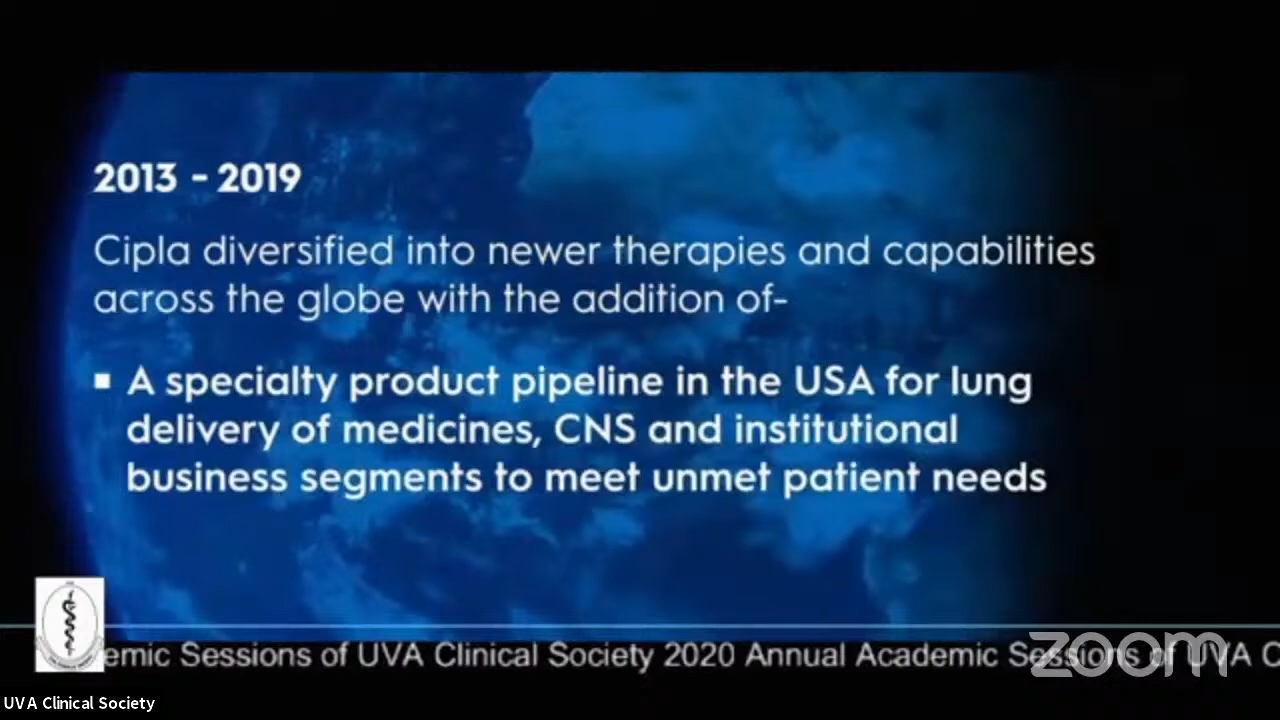 2013 - 2019
Cipla diversified into newer therapies and capabilities
across the globe with the addition of-
▪ A specialty product pipeline in the USA for lung
delivery of medicines, CNS and institutional
business segments to meet unmet patient needs
emic Sessions of UVA Clinical Society 2020 Annual Academic Sessions of UVA C
zoom
UVA Clinical Society